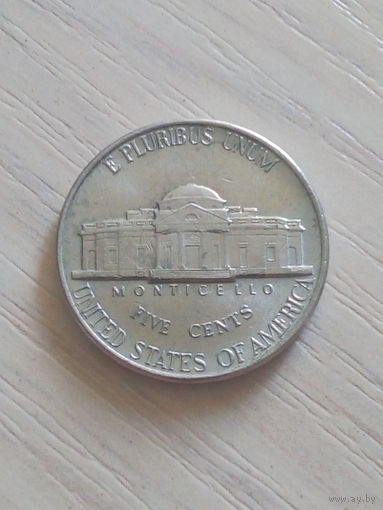 E PLURIBUS UNUM
MONTICELLO
FIVE CENTS
UNITED STATES OF AMERICA
www.ay.by